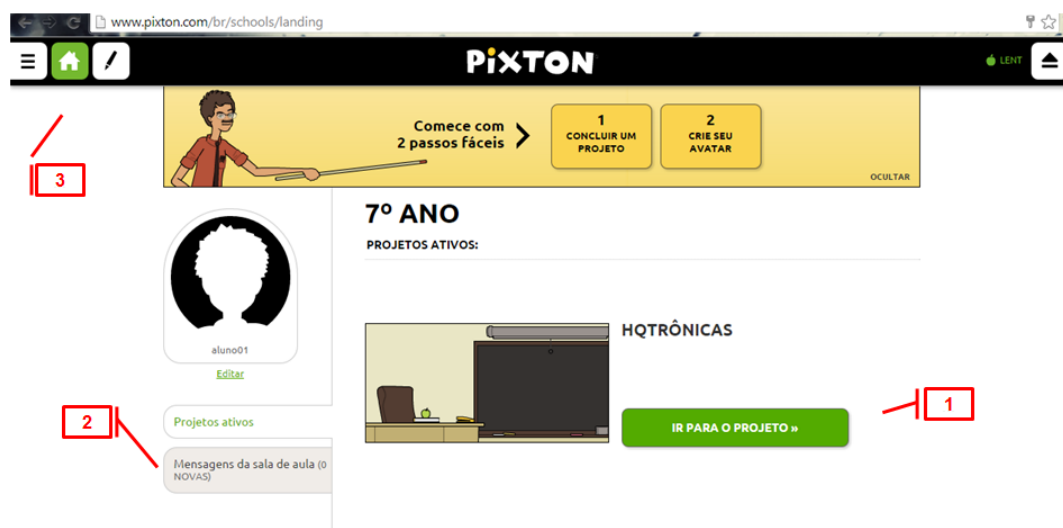 www.pixton.com/br/schools/landing
PiXTON
LENT
Comece com
2 passos fáceis
1
CONCLUIR UM
PROJETO
2
CRIE SEU
AVATAR
OCULTAR
3
7º ANO
PROJETOS ATIVOS:
aluno01
Editar
HQTRÔNICAS
1
2
Projetos ativos
IR PARA O PROJETO »
Mensagens da sala de aula (0
NOVAS)